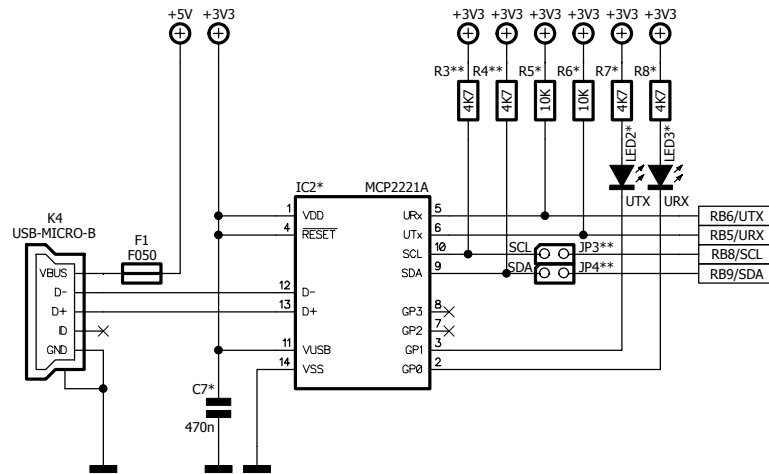 +5V +3V3 +3V3 +3V3 +3V3 +3V3 +3V3 +3V3
R3** R4** R5* R6* R7* R8*
4K7 4K7 10K 10K 4K7 4K7
LED2* LED3*
UTX URX
IC2* MCP2221A
K4
USB-MICRO-B
F1
F050
VBUS
D-
D+
ID
GND
1 VDD URx 5 RB6/UTX
4 RESET UTx 6 RB5/URX
SCL 10 SCL JP3** RB8/SCL
SDA 9 SDA JP4** RB9/SDA
12 D- GP3 8
13 D+ GP2 7
11 VUSB GP1 3
14 VSS GP0 2
C7*
470n